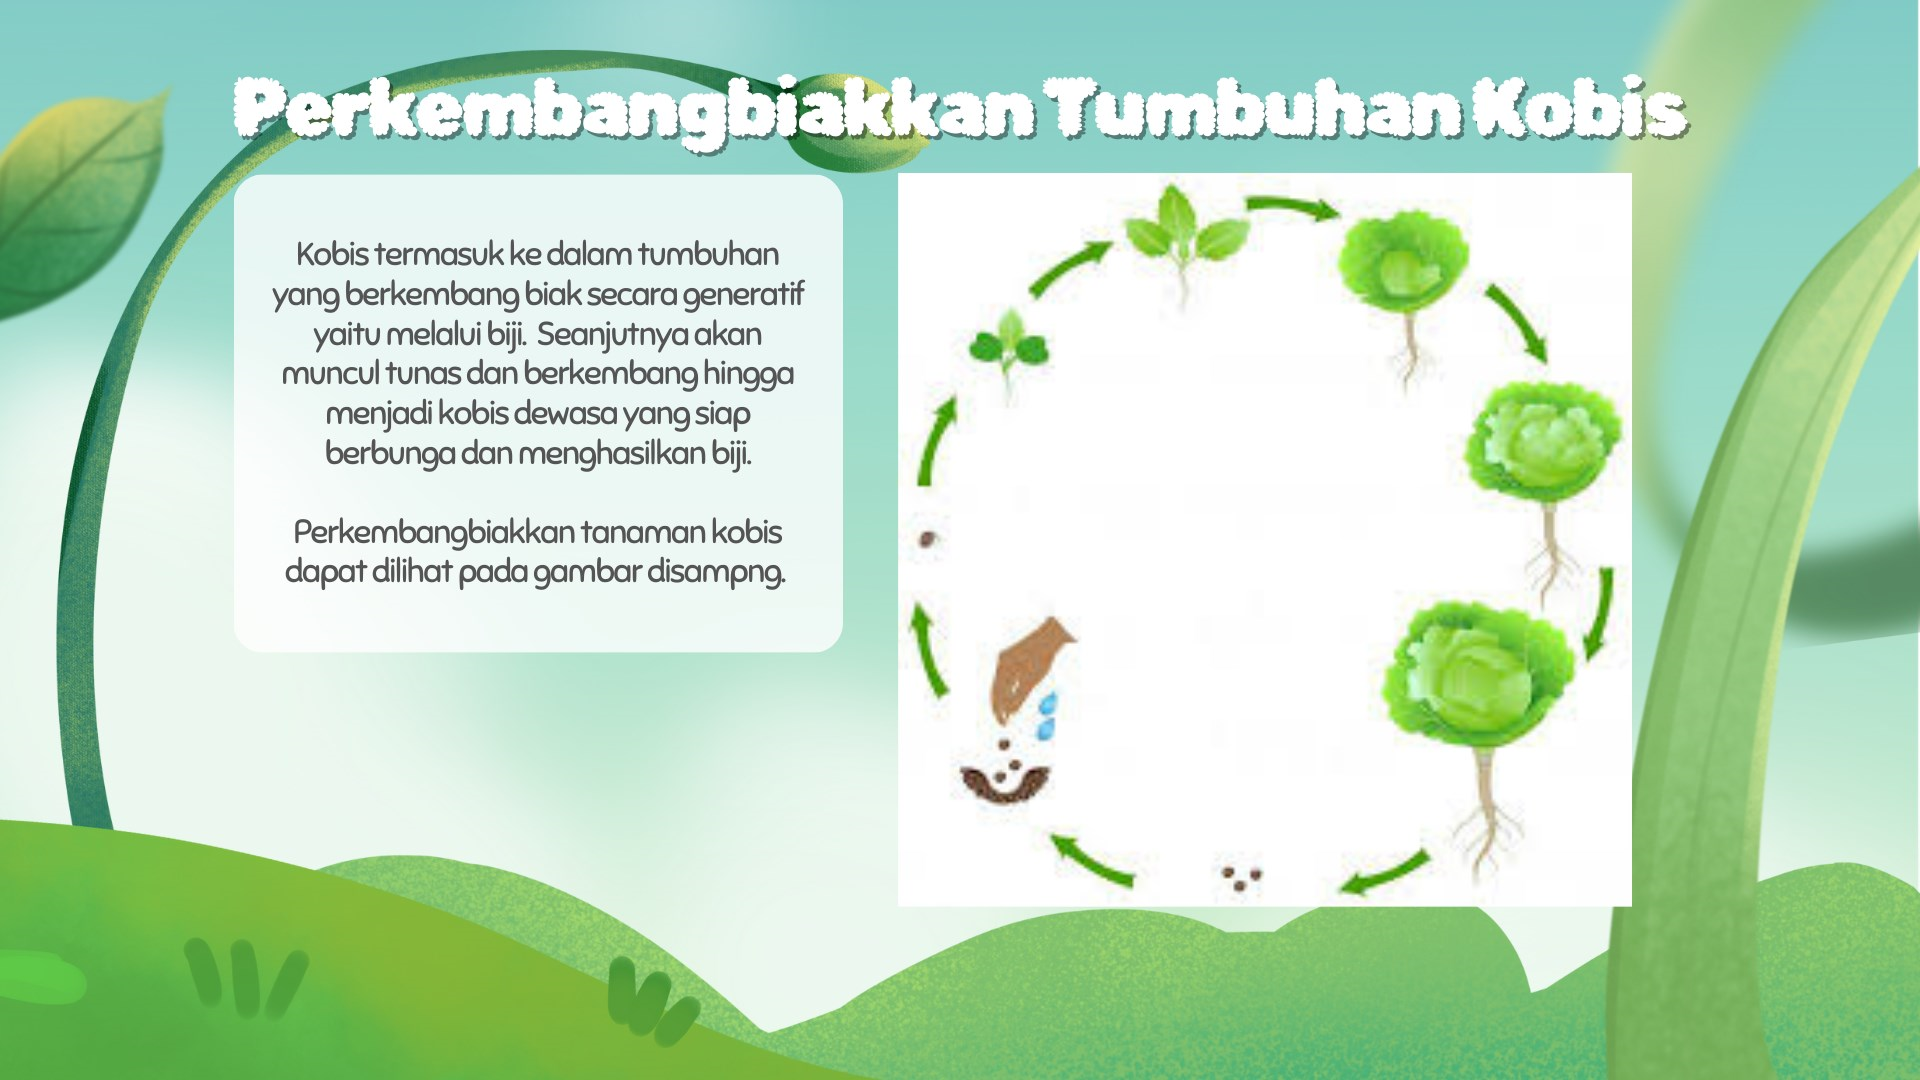 Perkembangbiakkan Tumbuhan Kobis
Kobis termasuk ke dalam tumbuhan
yang berkembang biak secara generatif
yaitu melalui biji. Seanjutnya akan
muncul tunas dan berkembang hingga
menjadi kobis dewasa yang siap
berbunga dan menghasilkan biji.
Perkembangbiakkan tanaman kobis
dapat dilihat pada gambar disampng.